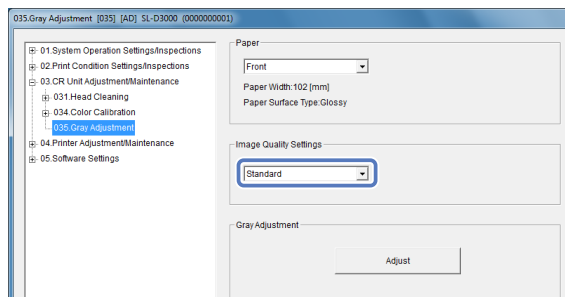 035.Gray Adjustment [035] [AD] SL-D3000 (0000000001)
01.System Operation Settings/Inspections
02.Print Condition Settings/Inspections
03.CR Unit Adjustment/Maintenance
031.Head Cleaning
034.Color Calibration
035.Gray Adjustment
04.Printer Adjustment/Maintenance
05.Software Settings
Paper
Front
Paper Width:102 [mm]
Paper Surface Type:Glossy
Image Quality Settings
Standard
Gray Adjustment
Adjust